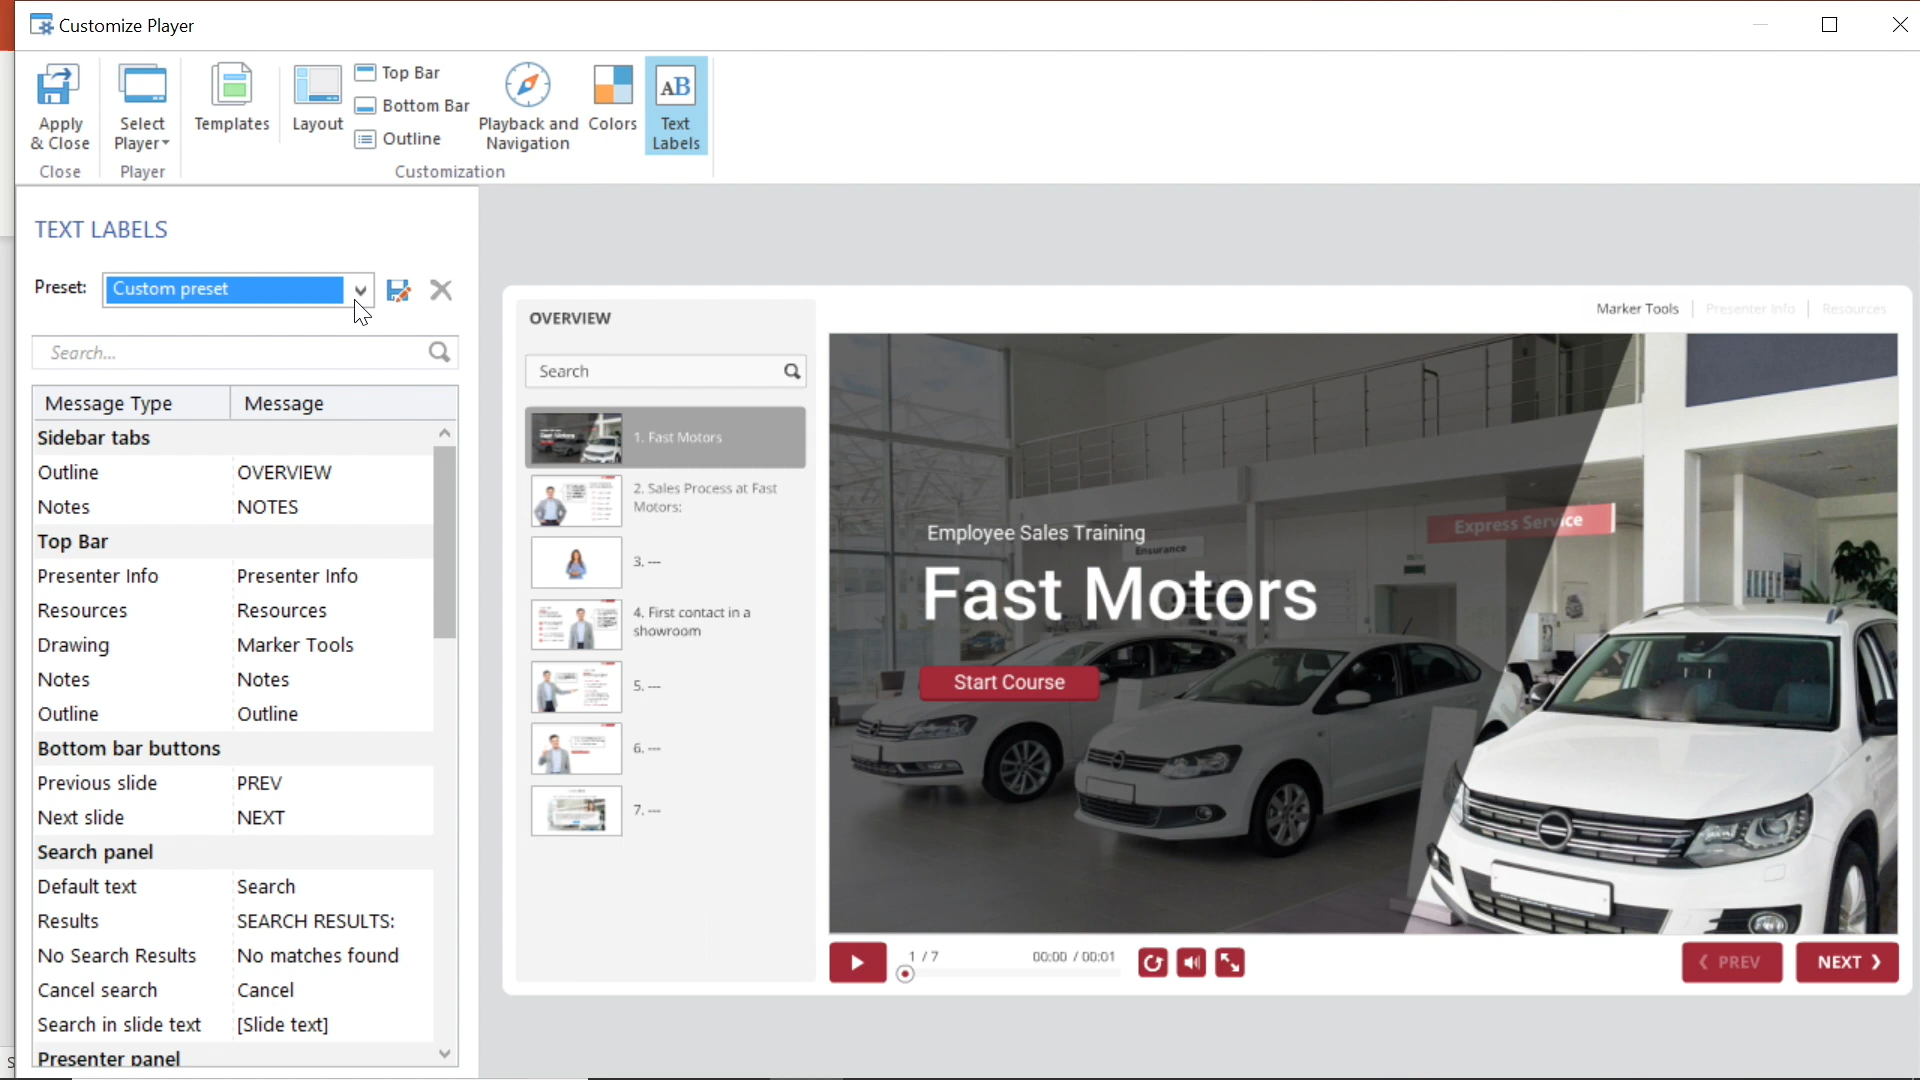 Customize Player
Apply & Close
Close
Select Player
Player
Templates
Layout
Top Bar
Bottom Bar
Outline
Playback and Navigation
Colors
AB
Text Labels
Customization
TEXT LABELS
Preset: Custom preset
Search...
Message Type Message
Sidebar tabs
Outline OVERVIEW
Notes NOTES
Top Bar
Presenter Info Presenter Info
Resources Resources
Drawing Marker Tools
Notes Notes
Outline Outline
Bottom bar buttons
Previous slide PREV
Next slide NEXT
Search panel
Default text Search
Results SEARCH RESULTS:
No Search Results No matches found
Cancel search Cancel
Search in slide text [Slide text]
Presenter panel
OVERVIEW
Search
1. Fast Motors
2. Sales Process at Fast
Motors:
3. ---
4. First contact in a
showroom
5. ---
6. ---
7. ---
Marker Tools Presenter Info Resources
Express Service
Employee Sales Training
Ensurance
Fast Motors
Start Course
1 / 7 00:00 / 00:01
PREV
NEXT